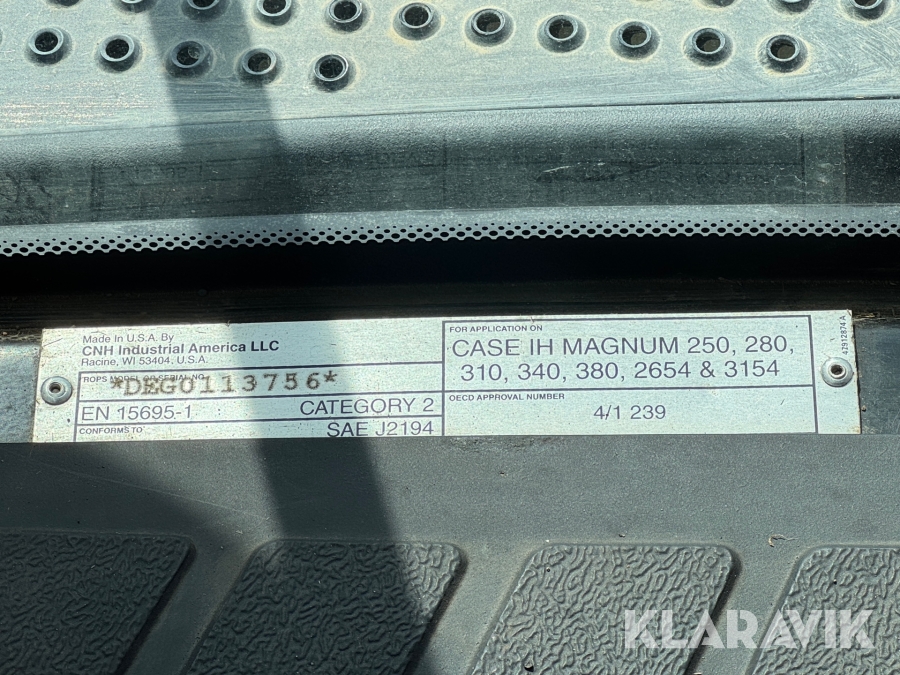 Made in U.S.A. By
CNH Industrial America LLC
Racine, WI 53404, U.S.A.
ROPS
*DEG0113756*
EN 15695-1 CATEGORY 2
CONFORMS TO SAE J2194
FOR APPLICATION ON
CASE IH MAGNUM 250, 280,
310, 340, 380, 2654 & 3154
OECD APPROVAL NUMBER
4/1 239
47912874 A
KLARAVIK